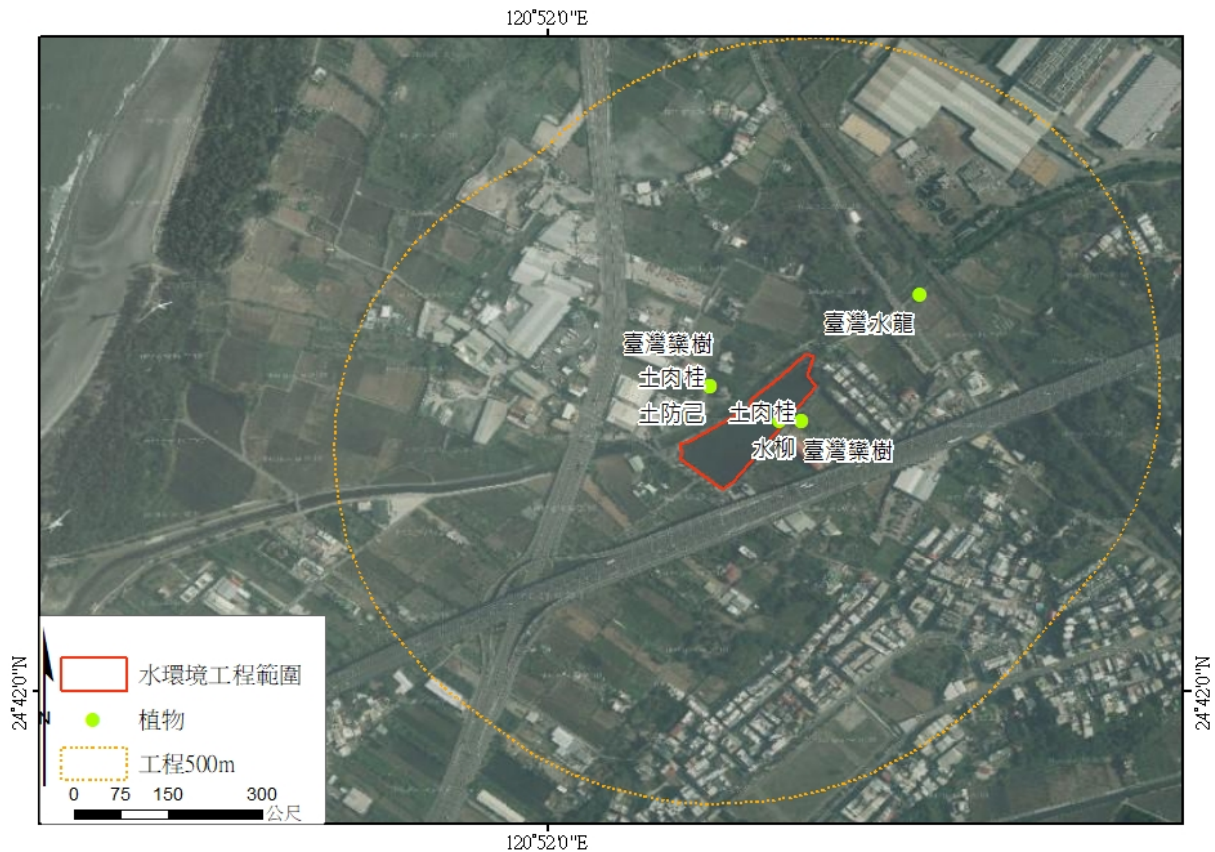 120°52'0"E
臺灣水龍
臺灣欒樹
土肉桂
土防己
土肉桂
水柳
臺灣欒樹
24°42'0"N
24°42'0"N
水環境工程範圍
植物
N
工程500m
0 75 150 300
公尺
120°52'0"E